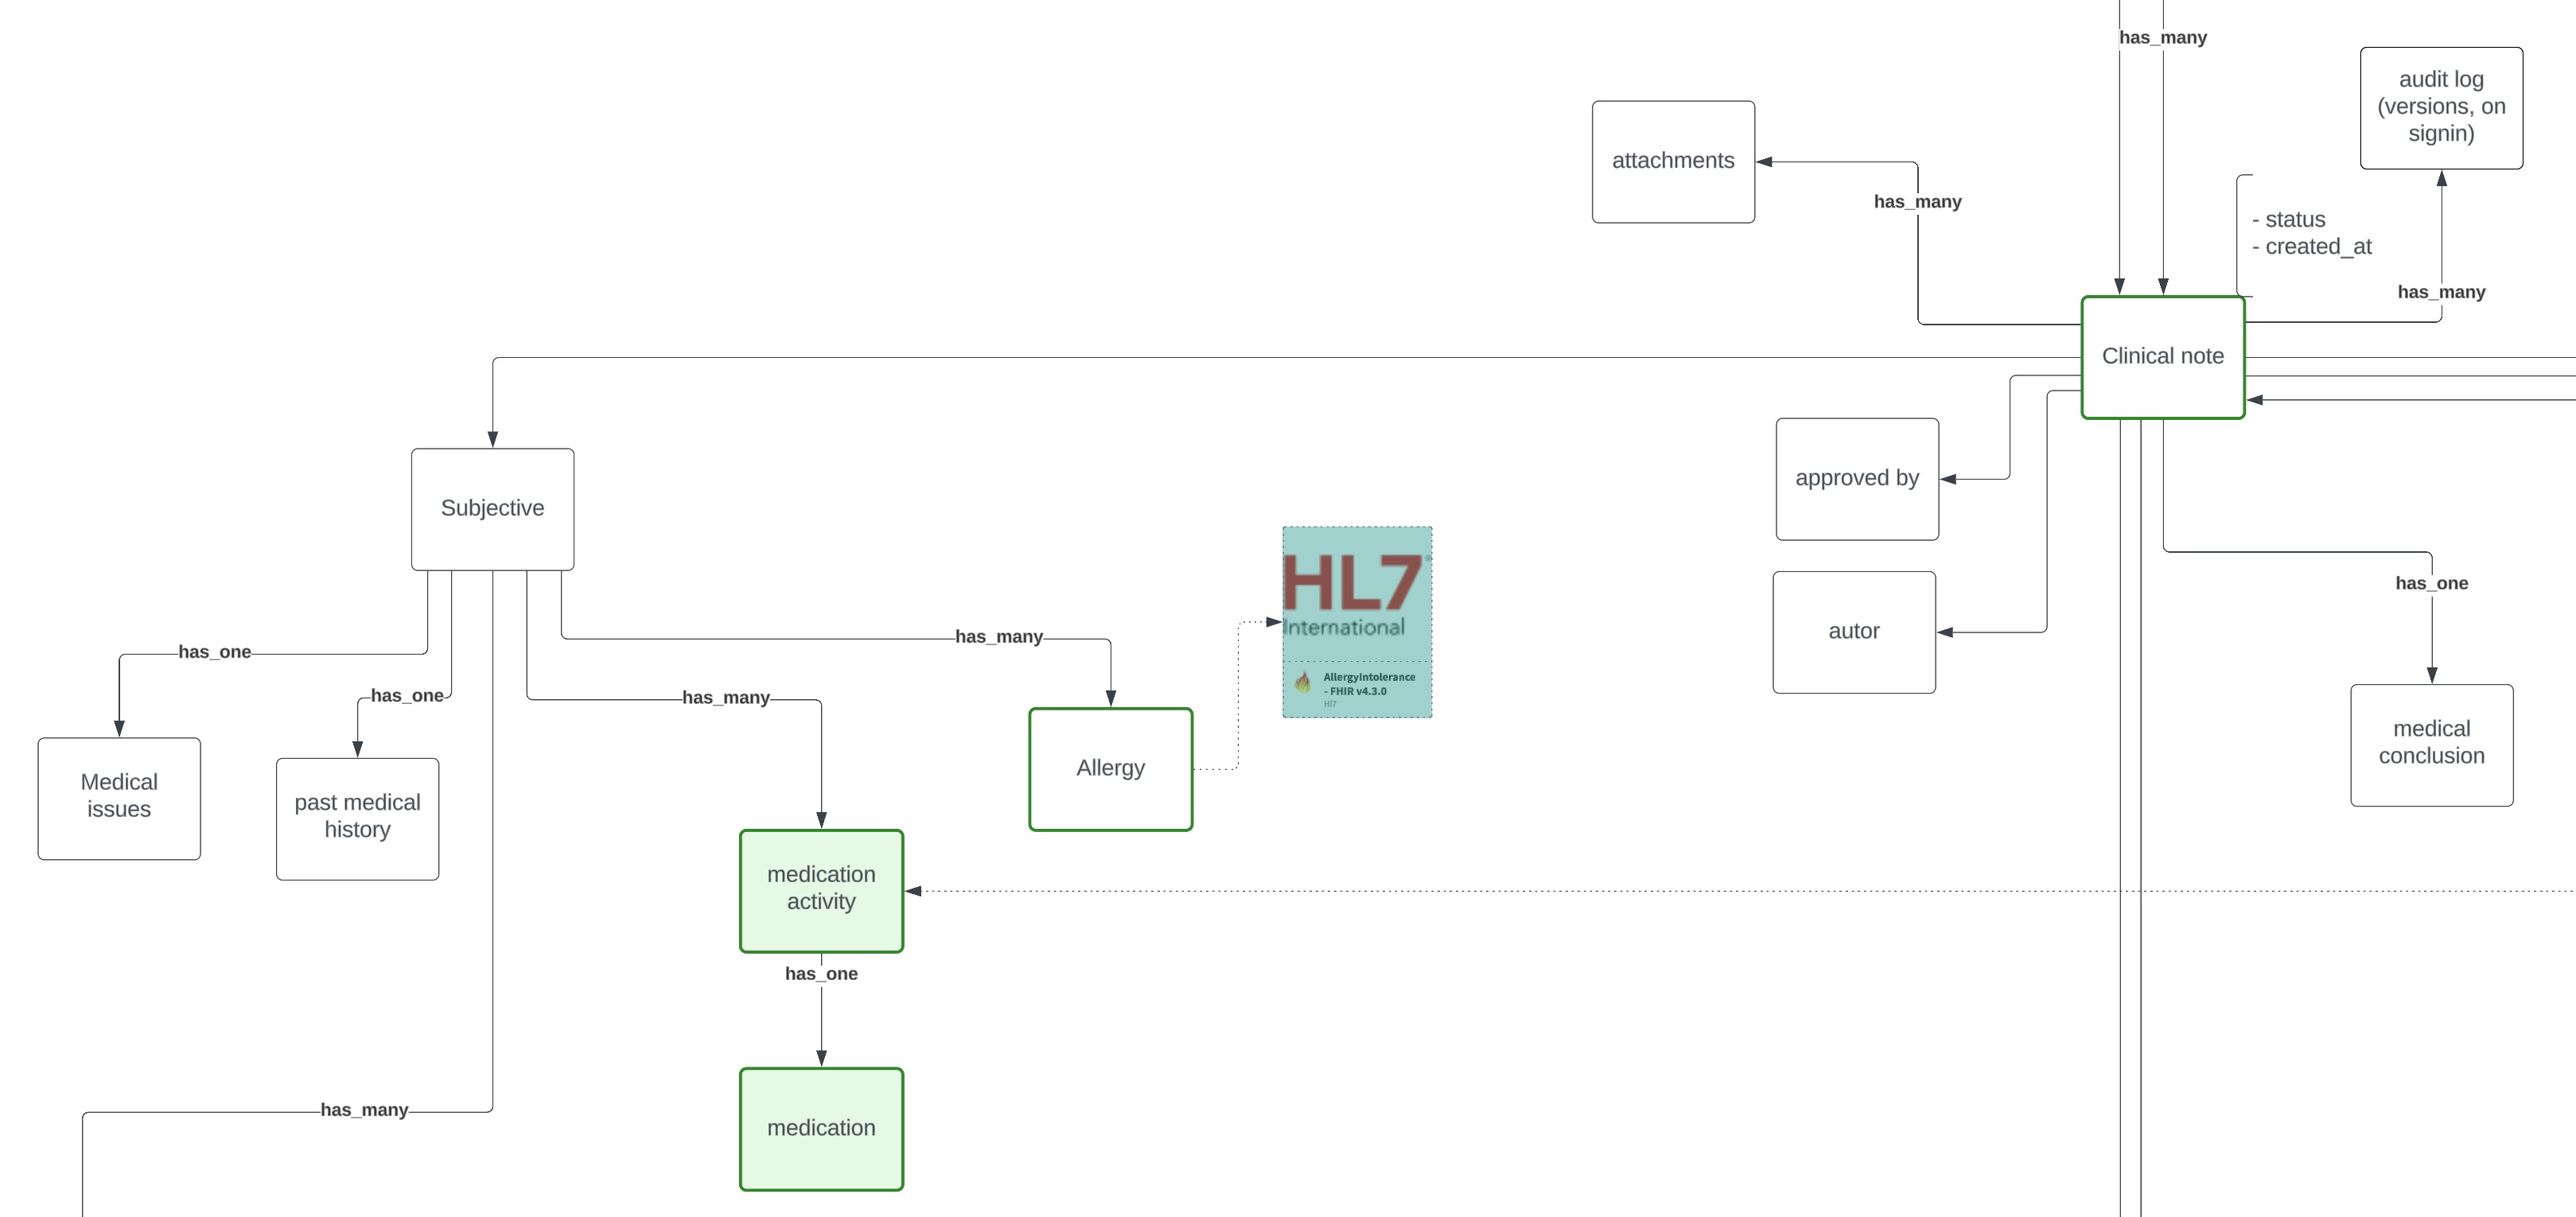 has_many
audit log
(versions, on
signin)
attachments
has_many
- status
- created_at
has_many
Clinical note
approved by
Subjective
HL7
International
has_one
autor
has_many
has_one
AllergyIntolerance
- FHIR v4.3.0
Hl7
has_one
has_many
medical
conclusion
Allergy
Medical
issues
past medical
history
medication
activity
has_one
has_many
medication